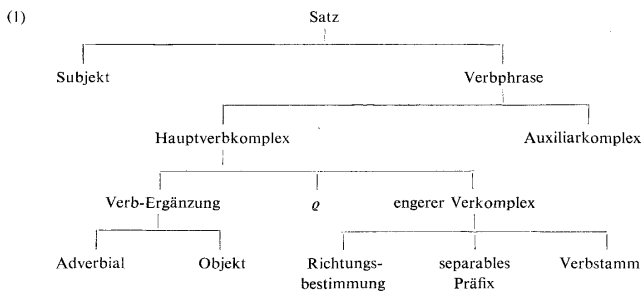 (1) Satz
Subjekt Verbphrase
Hauptverbkomplex Auxiliarkomplex
Verb-Ergänzung ϱ engerer Verkomplex
Adverbial Objekt Richtungs- separables Verbstamm
bestimmung Präfix